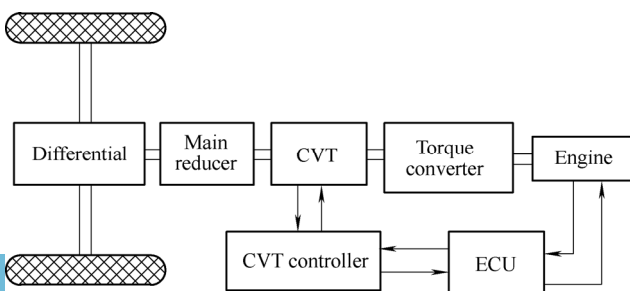 Differential
Main
reducer
CVT
Torque
converter
Engine
CVT controller
ECU